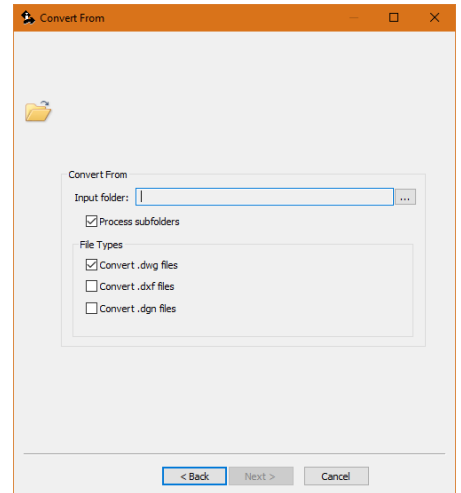 Convert From
Convert From
Input folder:
...
Process subfolders
File Types
Convert .dwg files
Convert .dxf files
Convert .dgn files
< Back Next > Cancel